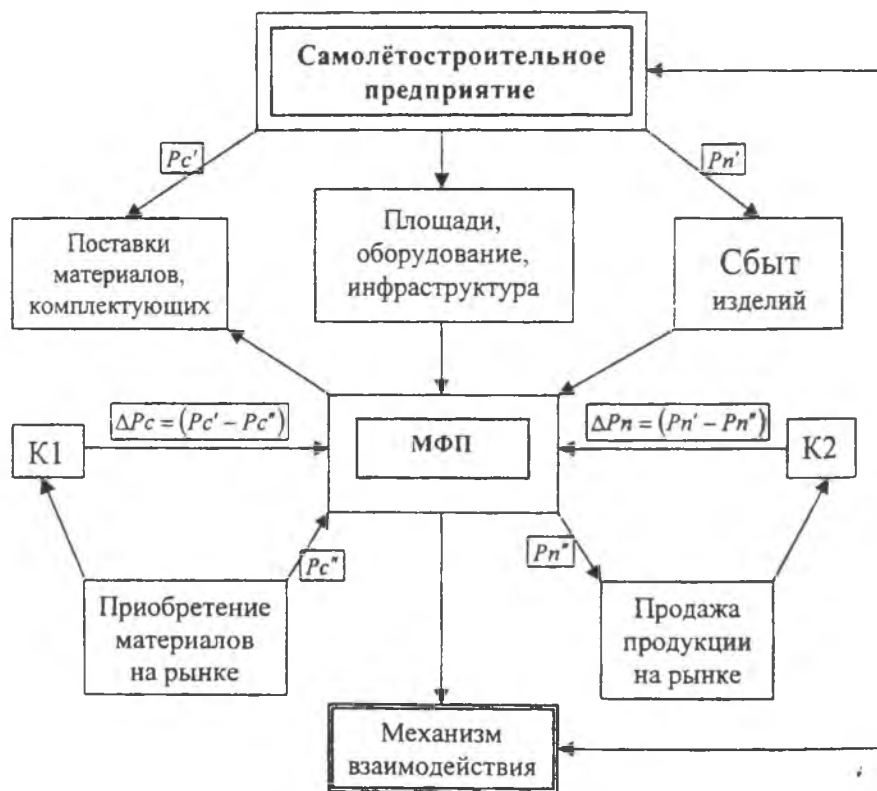 Самолётостроительное
предприятие
Pc'
Pn'
Поставки
материалов,
комплектующих
Площади,
оборудование,
инфраструктура
Сбыт
изделий
ΔPc = (Pc' − Pc")
ΔPn = (Pn' − Pn")
К1
МФП
К2
Pc"
Pn"
Приобретение
материалов
на рынке
Продажа
продукции
на рынке
Механизм
взаимодействия